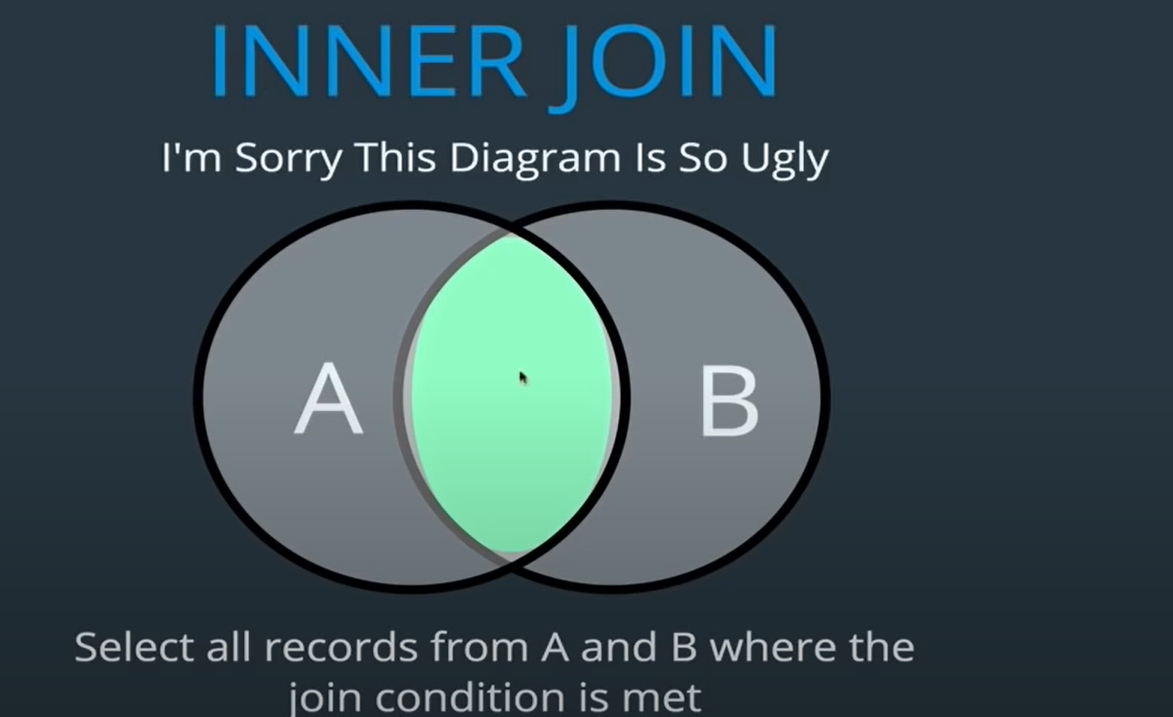 INNER JOIN
I'm Sorry This Diagram Is So Ugly
A
B
Select all records from A and B where the
join condition is met